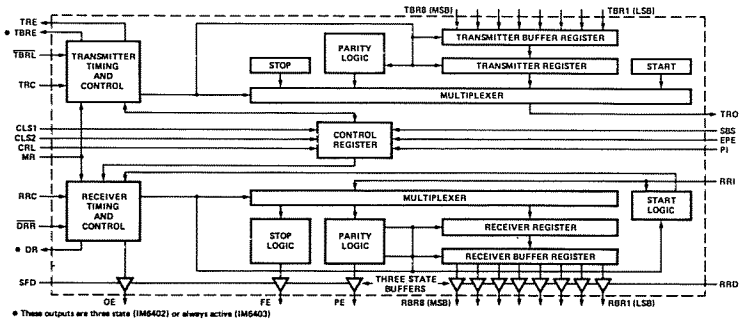 TBR8 (MSB) TBR1 (LSB)
TRE
● TBRE
TBRL
TRC
TRANSMITTER
TIMING
AND
CONTROL
TRANSMITTER BUFFER REGISTER
PARITY
LOGIC
STOP
TRANSMITTER REGISTER
START
MULTIPLEXER
TRO
CLS1
CLS2
CRL
MR
CONTROL
REGISTER
SBS
EPE
PI
RRI
RRC
DRR
● DR
RECEIVER
TIMING
AND
CONTROL
MULTIPLEXER
START
LOGIC
STOP
LOGIC
PARITY
LOGIC
RECEIVER REGISTER
RECEIVER BUFFER REGISTER
SFD
THREE STATE
BUFFERS
RRD
OE FE PE RBR8 (MSB) RBR1 (LSB)
● These outputs are three state (IM6402) or always active (IM6403)